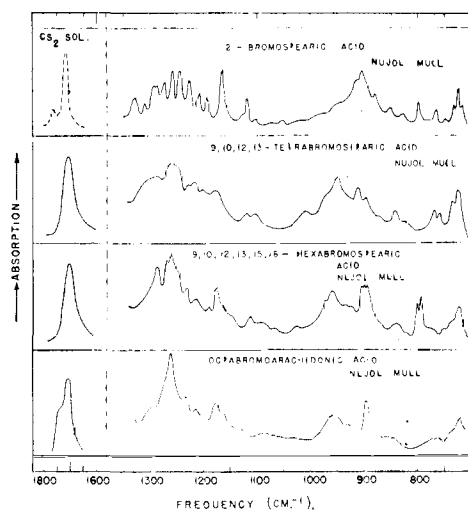 CS2 SOL.
2 - BROMOSTEARIC ACID
NUJOL MULL
9,10,12,13 - TETRABROMOSTEARIC ACID
NUJOL MULL
9,10,12,13,15,16 - HEXABROMOSTEARIC
ACID
NUJOL MULL
OCTABROMOARACHIDONIC ACID
NUJOL MULL
ABSORPTION
1800 1600 1300 1200 1100 1000 900 800
FREQUENCY (CM.-1)